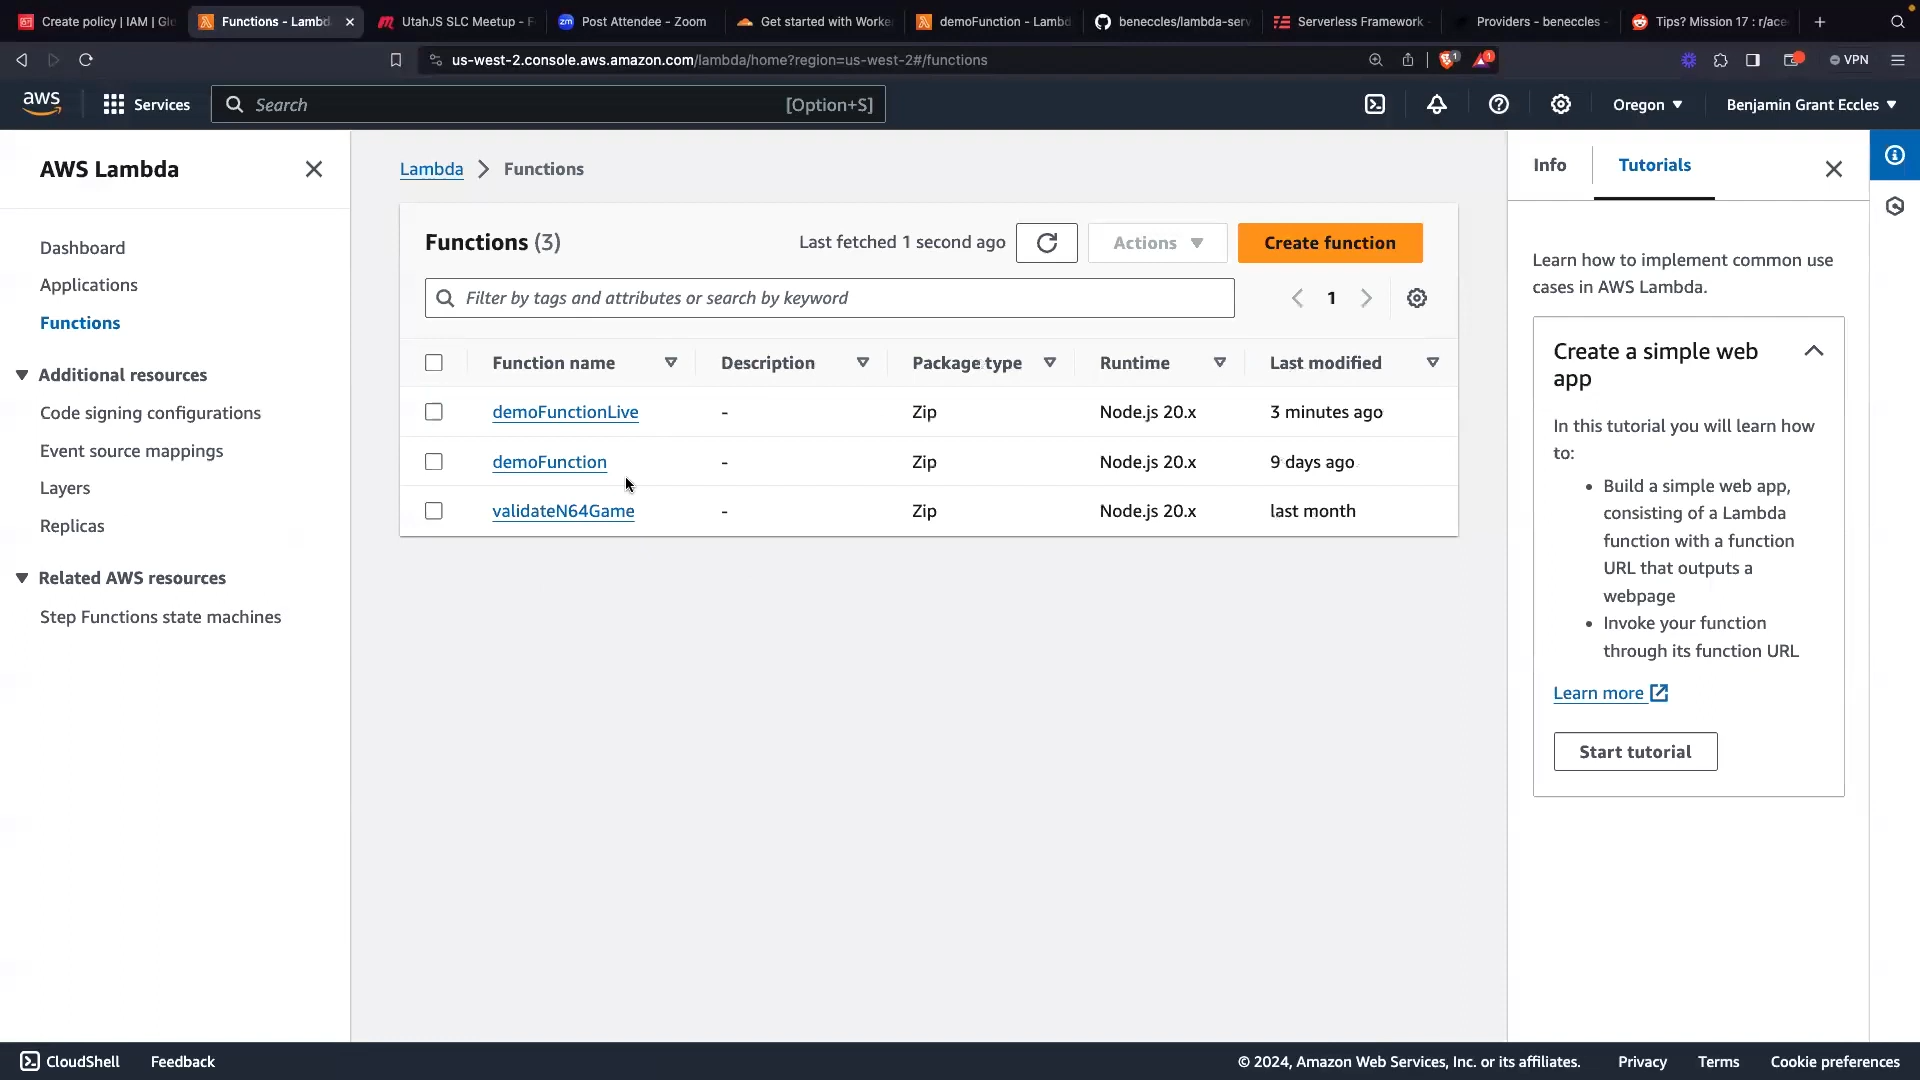 Create policy | IAM | Gl
Functions - Lambd
UtahJS SLC Meetup - F
Post Attendee - Zoom
Get started with Worke
demoFunction - Lambd
beneccles/lambda-serv
Serverless Framework -
Providers - beneccles -
Tips? Mission 17 : r/ace
us-west-2.console.aws.amazon.com/lambda/home?region=us-west-2#/functions
1
1
VPN
aws
Services
Search
[Option+S]
Oregon
Benjamin Grant Eccles
AWS Lambda
Dashboard
Applications
Functions
Additional resources
Code signing configurations
Event source mappings
Layers
Replicas
Related AWS resources
Step Functions state machines
Lambda
Functions
Functions (3)
Last fetched 1 second ago
Actions
Create function
Filter by tags and attributes or search by keyword
1
Function name Description Package type Runtime Last modified
demoFunctionLive - Zip Node.js 20.x 3 minutes ago
demoFunction - Zip Node.js 20.x 9 days ago
validateN64Game - Zip Node.js 20.x last month
Info
Tutorials
Learn how to implement common use
cases in AWS Lambda.
Create a simple web
app
In this tutorial you will learn how
to:
• Build a simple web app,
consisting of a Lambda
function with a function
URL that outputs a
webpage
• Invoke your function
through its function URL
Learn more
Start tutorial
CloudShell
Feedback
© 2024, Amazon Web Services, Inc. or its affiliates.
Privacy
Terms
Cookie preferences